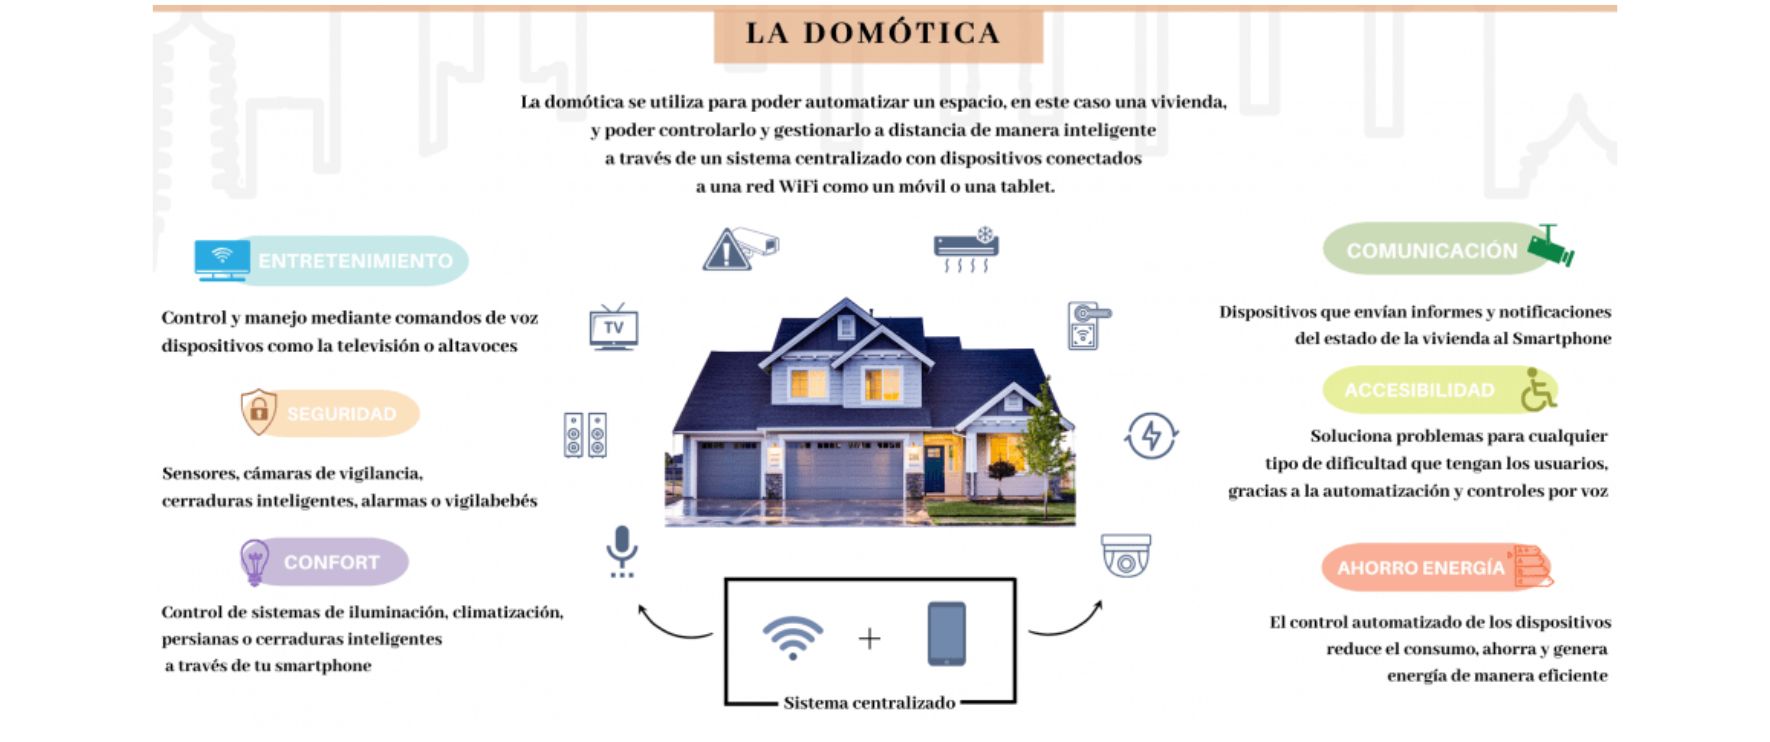 LA DOMÓTICA
La domótica se utiliza para poder automatizar un espacio, en este caso una vivienda,
y poder controlarlo y gestionarlo a distancia de manera inteligente
a través de un sistema centralizado con dispositivos conectados
a una red WiFi como un móvil o una tablet.
ENTRETENIMIENTO
Control y manejo mediante comandos de voz
dispositivos como la televisión o altavoces
SEGURIDAD
Sensores, cámaras de vigilancia,
cerraduras inteligentes, alarmas o vigilabebés
CONFORT
Control de sistemas de iluminación, climatización,
persianas o cerraduras inteligentes
a través de tu smartphone
TV
+
Sistema centralizado
COMUNICACIÓN
Dispositivos que envían informes y notificaciones
del estado de la vivienda al Smartphone
ACCESIBILIDAD
Soluciona problemas para cualquier
tipo de dificultad que tengan los usuarios,
gracias a la automatización y controles por voz
AHORRO ENERGÍA
El control automatizado de los dispositivos
reduce el consumo, ahorra y genera
energía de manera eficiente